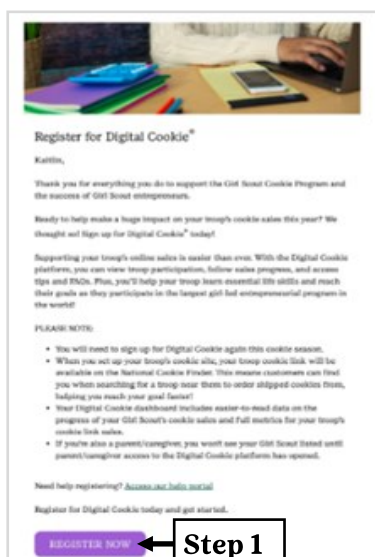 Register for Digital Cookie®
Kaitlin,
Thank you for everything you do to support the Girl Scout Cookie Program and
the success of Girl Scout entrepreneurs.
Ready to help make a huge impact on your troop's cookie sales this year? We
thought so! Sign up for Digital Cookie® today!
Supporting your troop's online sales is easier than ever. With the Digital Cookie
platform, you can view troop participation, follow sales progress, and access
tips and FAQs. Plus, you'll help your troop learn essential life skills and reach
their goals as they participate in the largest girl-led entrepreneurial program in
the world!
PLEASE NOTE:
• You will need to sign up for Digital Cookie again this cookie season.
• When you set up your troop's cookie site, your troop cookie link will be
available on the National Cookie Finder. This means customers can find
you when searching for a troop near them to order shipped cookies from,
helping you reach your goal faster!
• Your Digital Cookie dashboard includes easier-to-read data on the
progress of your Girl Scout's cookie sales and full metrics for your troop's
cookie link sales.
• If you're also a parent/caregiver, you won't see your Girl Scout listed until
parent/caregiver access to the Digital Cookie platform has opened.
Need help registering? Access our help portal
Register for Digital Cookie today and get started.
REGISTER NOW
Step 1